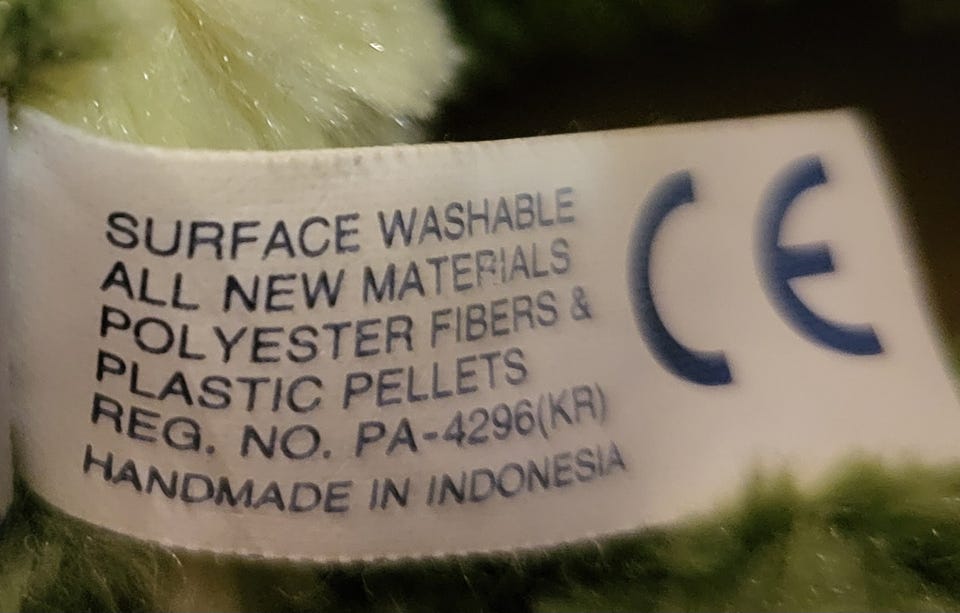 SURFACE WASHABLE
ALL NEW MATERIALS
POLYESTER FIBERS &
PLASTIC PELLETS
REG. NO. PA-4296(KR)
HANDMADE IN INDONESIA
CE